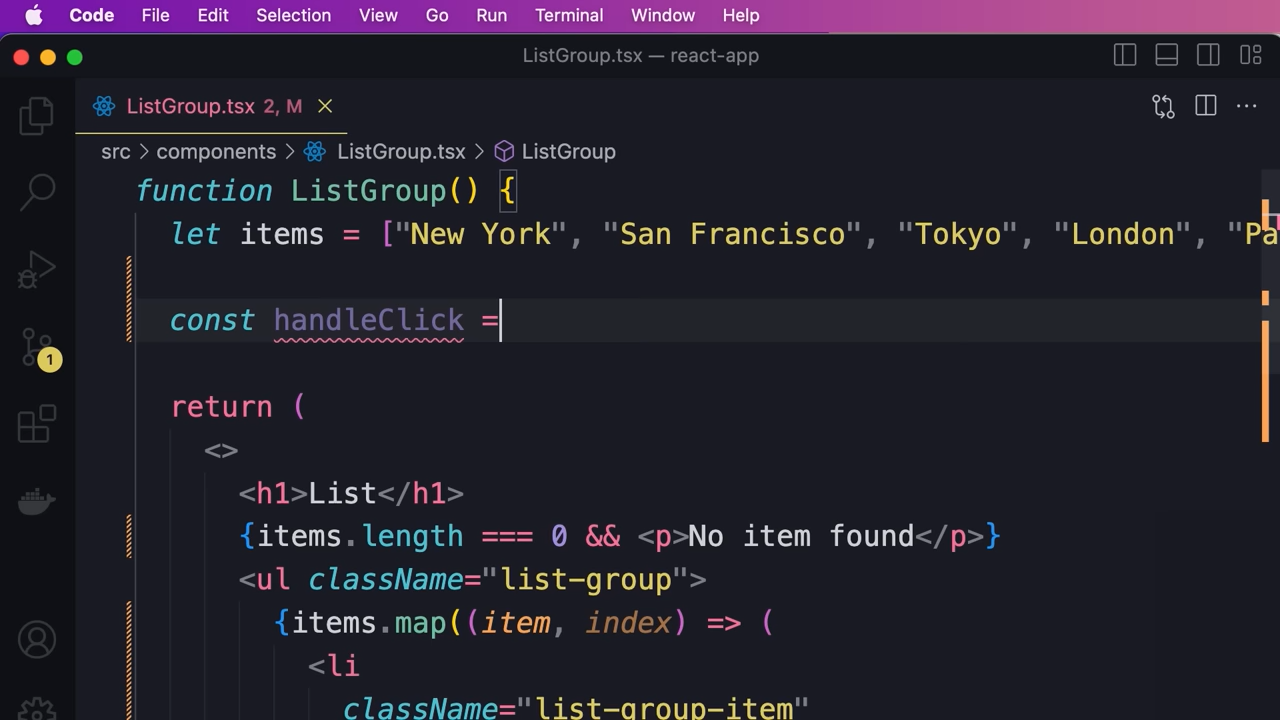 Code File Edit Selection View Go Run Terminal Window Help
ListGroup.tsx — react-app
ListGroup.tsx 2, M
src > components > ListGroup.tsx > ListGroup
function ListGroup() {
let items = ["New York", "San Francisco", "Tokyo", "London", "Pa
const handleClick =
1
return (
<>
<h1>List</h1>
{items.length === 0 && <p>No item found</p>}
<ul className="list-group">
{items.map((item, index) => (
<li
className="list-group-item"